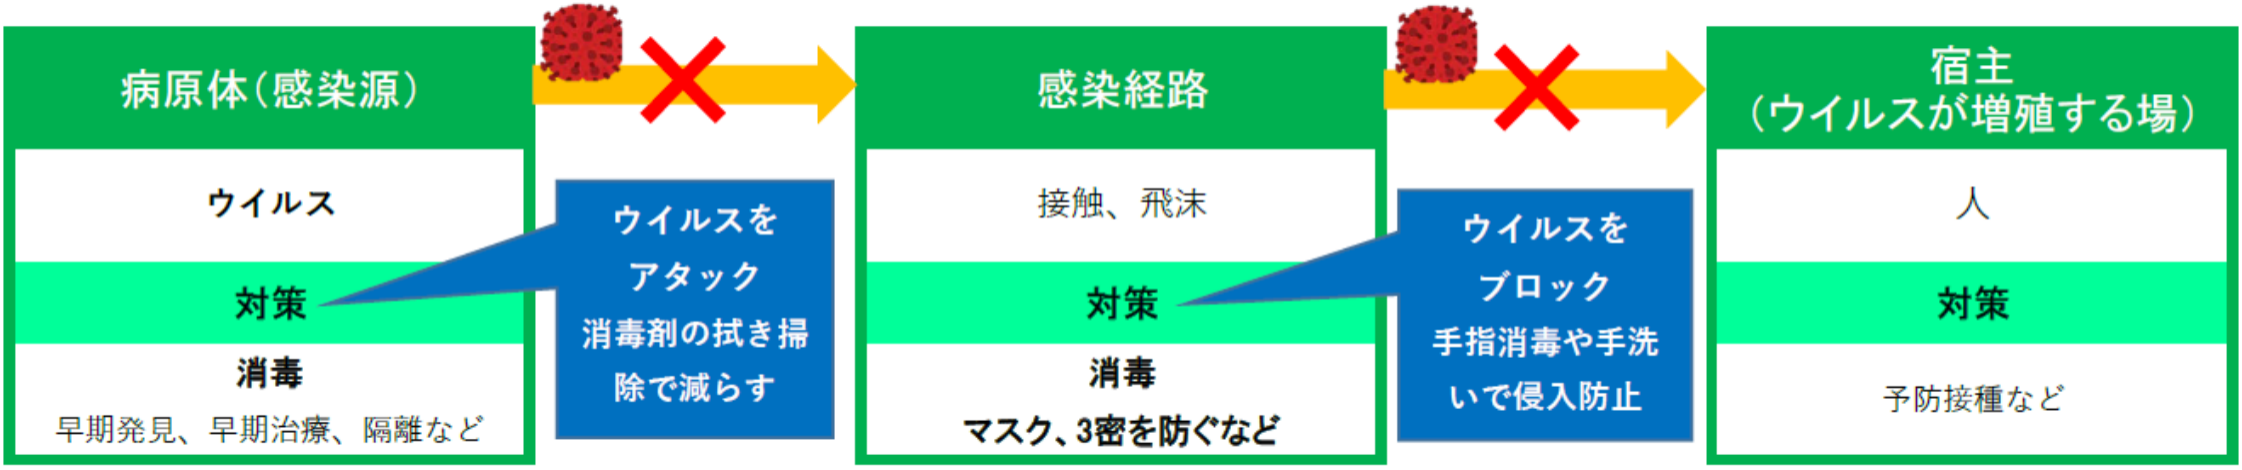 病原体（感染源）
ウイルス
対策
消毒
早期発見、早期治療、隔離など
ウイルスを
アタック
消毒剤の拭き掃
除で減らす
感染経路
接触、飛沫
対策
消毒
マスク、3密を防ぐなど
ウイルスを
ブロック
手指消毒や手洗
いで侵入防止
宿主
（ウイルスが増殖する場）
人
対策
予防接種など